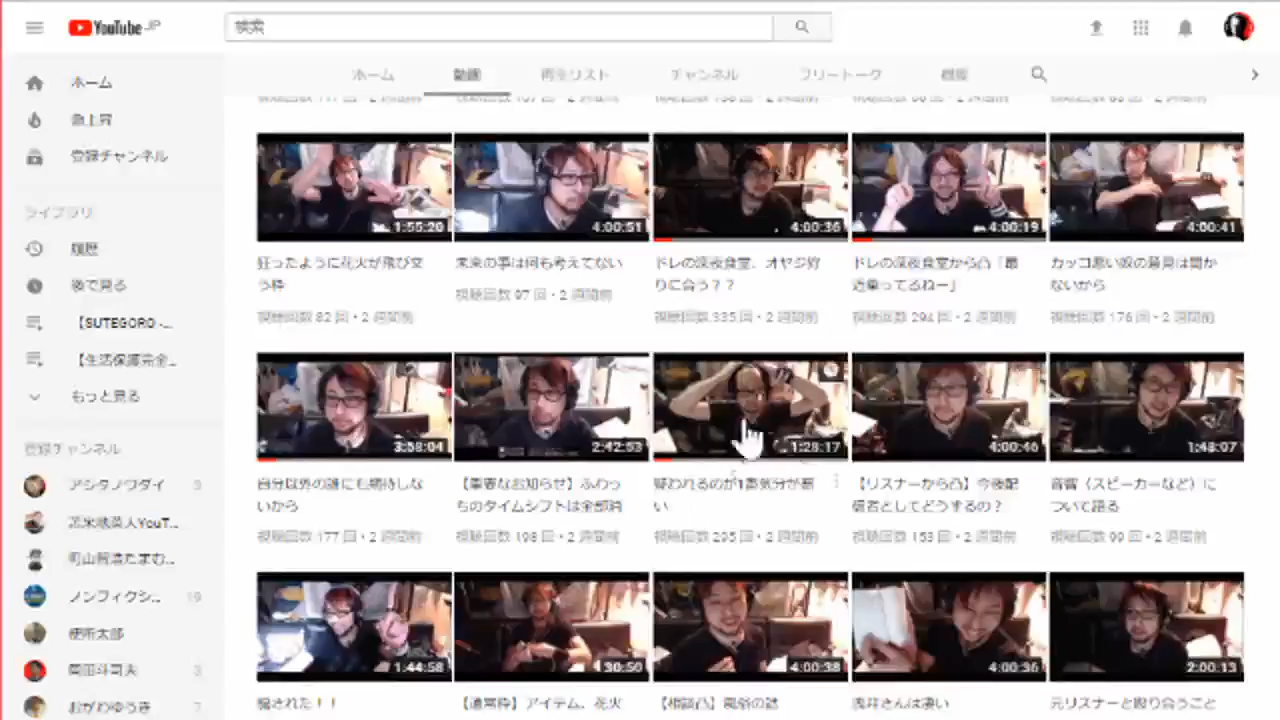 YouTube JP
検索
ホーム
急上昇
登録チャンネル
ライブラリ
履歴
後で見る
【SUTEGORO -...
【生活保護完全...
もっと見る
登録チャンネル
アシタノワダイ 3
苫米地英人YouT...
町山智浩たまむ...
ノンフィクシ... 19
便所太郎
岡田斗司夫 3
おがわゆうき 7
ホーム 動画 再生リスト チャンネル フリートーク 概要
1:55:20
狂ったように花火が飛び交
う枠
視聴回数 82 回・2 週間前
4:00:51
未来の事は何も考えてない
視聴回数 97 回・2 週間前
4:00:36
ドレの深夜食堂、オヤジ狩
りに合う？？
視聴回数 335 回・2 週間前
4:00:19
ドレの深夜食堂から凸「最
近乗ってるねー」
視聴回数 294 回・2 週間前
4:00:41
カッコ悪い奴の意見は聞か
ないから
視聴回数 176 回・2 週間前
3:58:04
自分以外の誰にも期待しな
いから
視聴回数 177 回・2 週間前
2:42:53
【重要なお知らせ】ふわっ
ちのタイムシフトは全部消
視聴回数 198 回・2 週間前
1:28:17
疑われるのが1番気分が悪
い
視聴回数 295 回・2 週間前
4:00:46
【リスナーから凸】今後配
信者としてどうするの？
視聴回数 153 回・2 週間前
1:48:07
音響（スピーカーなど）に
ついて語る
視聴回数 99 回・2 週間前
1:44:58
騙された！！
30:50
【通常枠】アイテム、花火
4:00:38
【相談凸】風俗の話
4:00:36
浅井さんは凄い
2:00:13
元リスナーと殴り合うこと